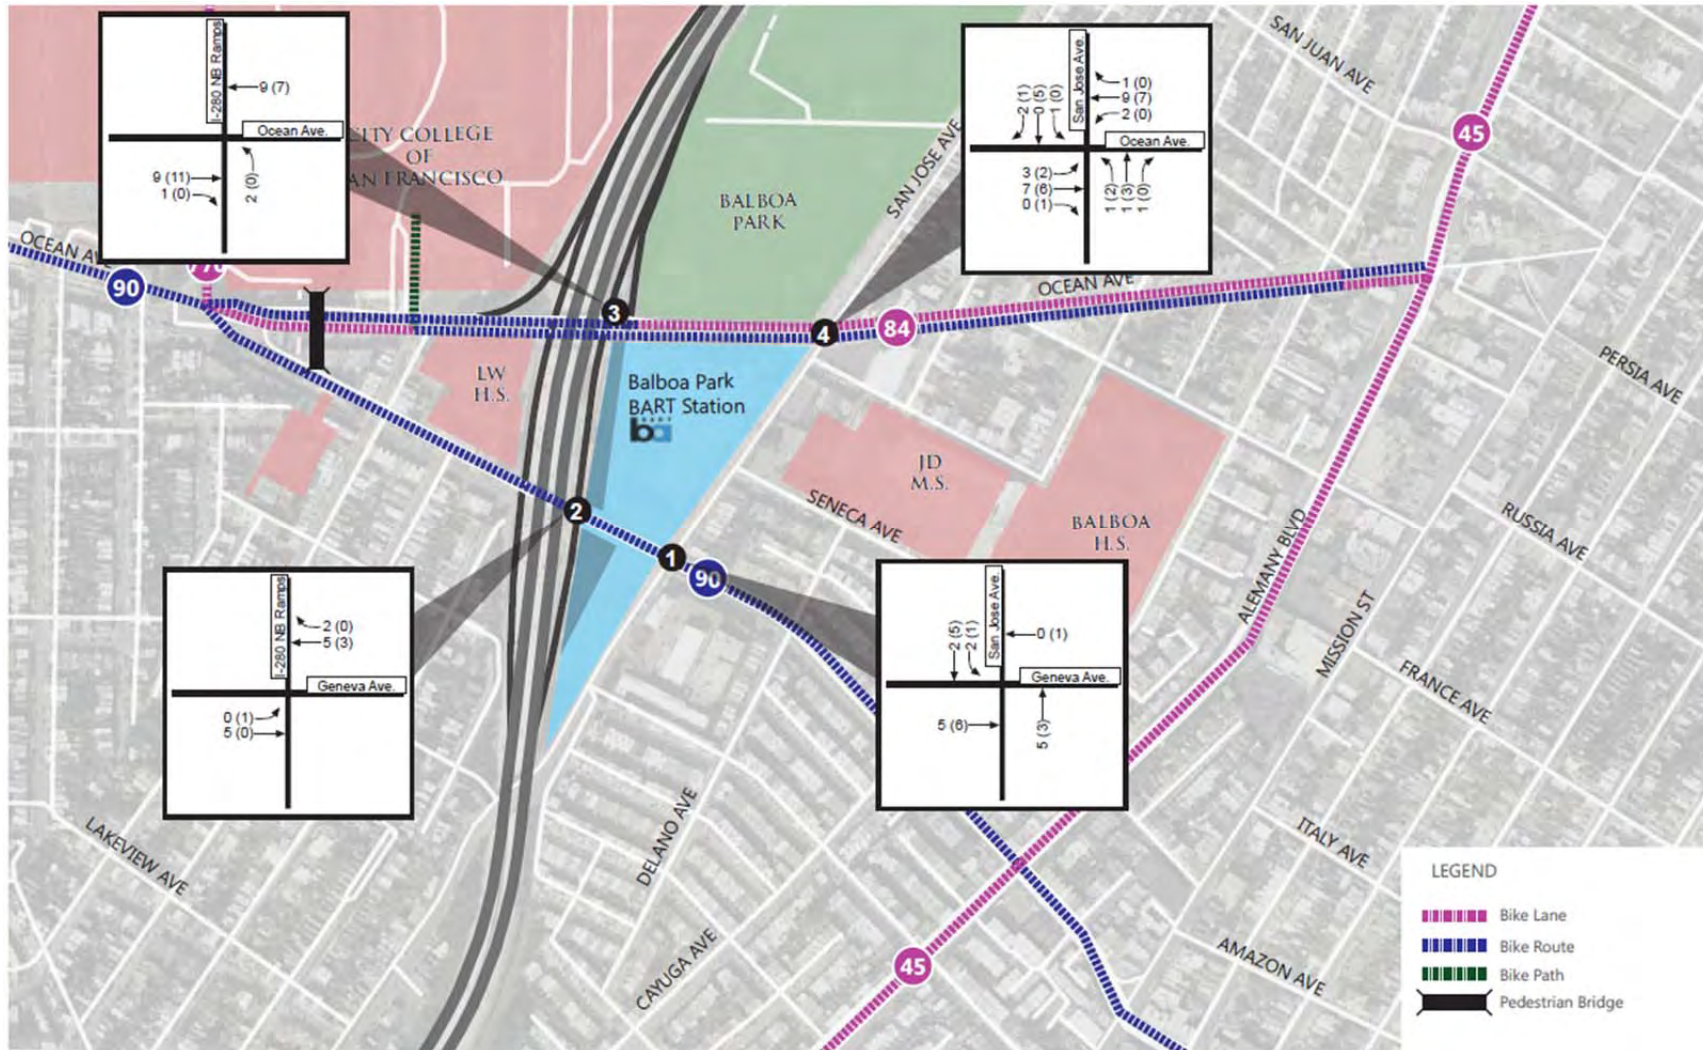 I-280 NB Ramps
9 (7)
Ocean Ave.
9 (11)
1 (0)
2 (0)
CITY COLLEGE
OF
AN FRANCISCO
BALBOA
PARK
SAN JOSE AVE
San Jose Ave.
2 (1)
0 (5)
1 (0)
1 (0)
9 (7)
2 (0)
Ocean Ave.
3 (2)
7 (6)
0 (1)
1 (2)
1 (3)
1 (0)
SAN JUAN AVE
45
OCEAN AVE
90
OCEAN AVE
3
4
84
PERSIA AVE
LW
H.S.
Balboa Park
BART Station
BART
ba
JD
M.S.
SENECA AVE
BALBOA
H.S.
RUSSIA AVE
2
1
90
ALEMANY BLVD
MISSION ST
FRANCE AVE
I-280 NB Ramps
2 (0)
5 (3)
Geneva Ave.
0 (1)
5 (0)
San Jose Ave.
2 (5)
2 (1)
0 (1)
Geneva Ave.
5 (6)
5 (3)
LAKEVIEW AVE
DELANO AVE
ITALY AVE
CAYUGA AVE
45
AMAZON AVE
LEGEND
Bike Lane
Bike Route
Bike Path
Pedestrian Bridge